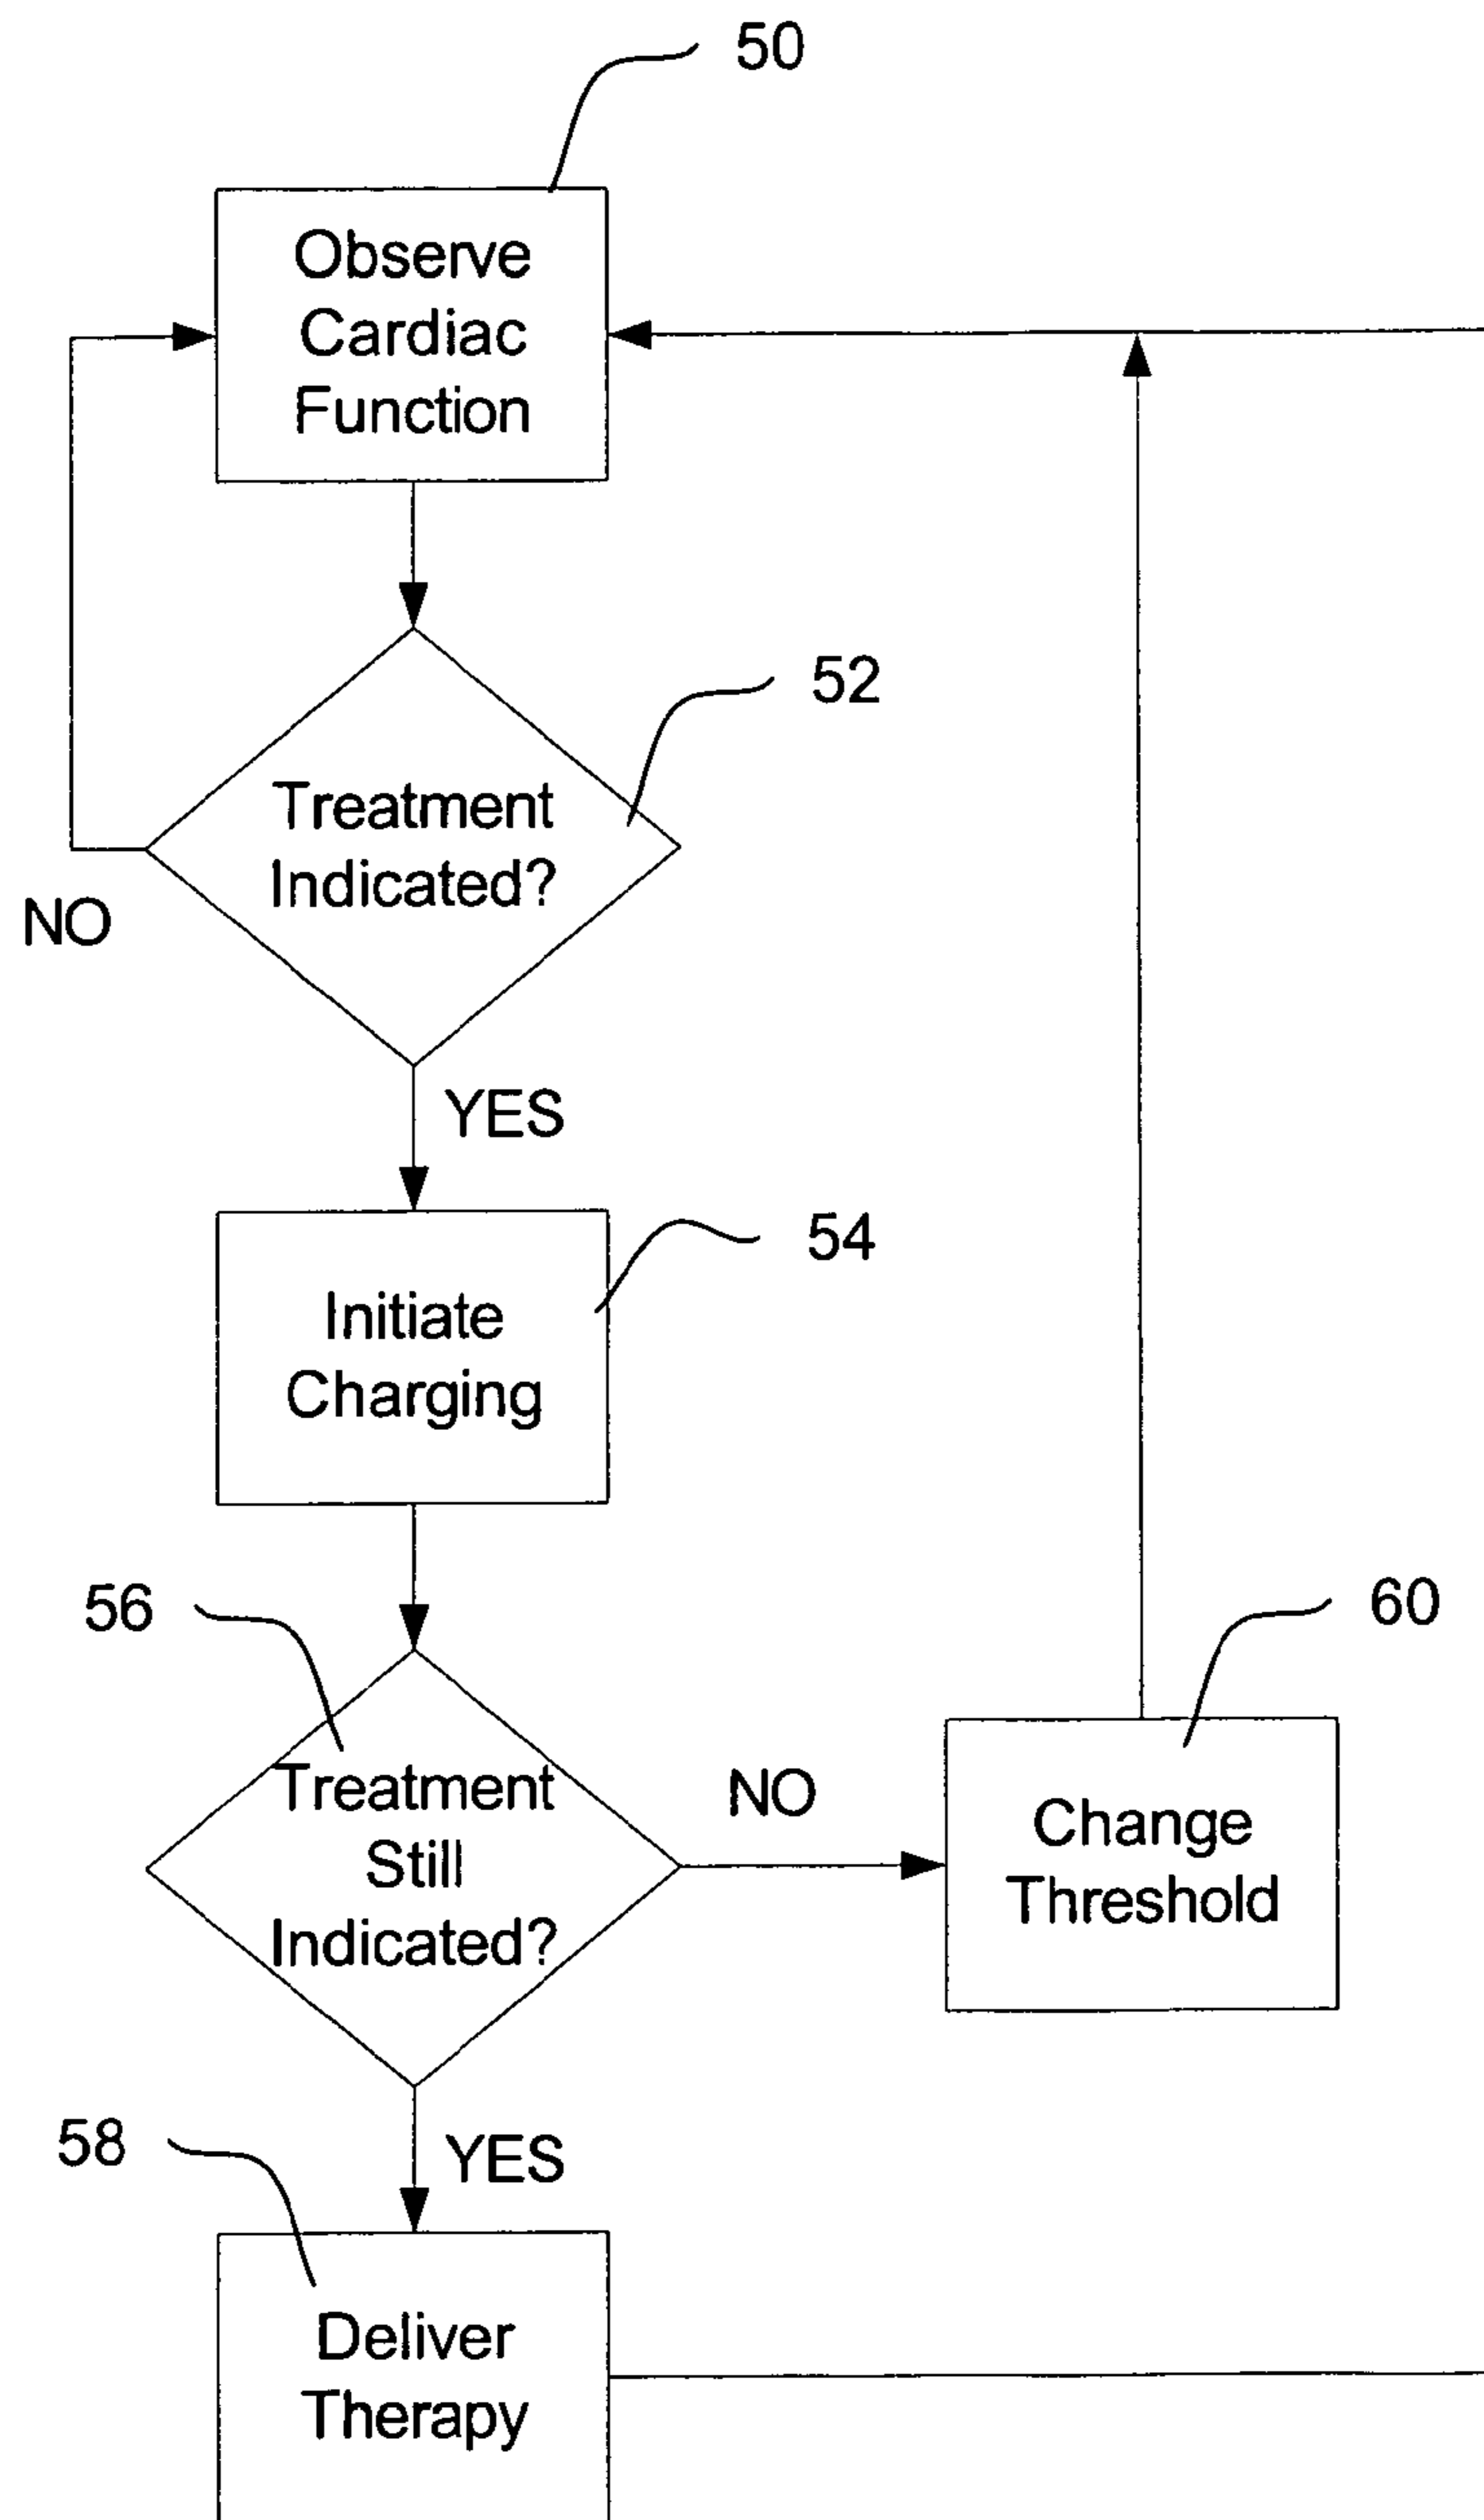 50
Observe
Cardiac
Function
52
Treatment
Indicated?
NO
YES
54
Initiate
Charging
56
60
Treatment
Still
Indicated?
NO
Change
Threshold
58
YES
Deliver
Therapy